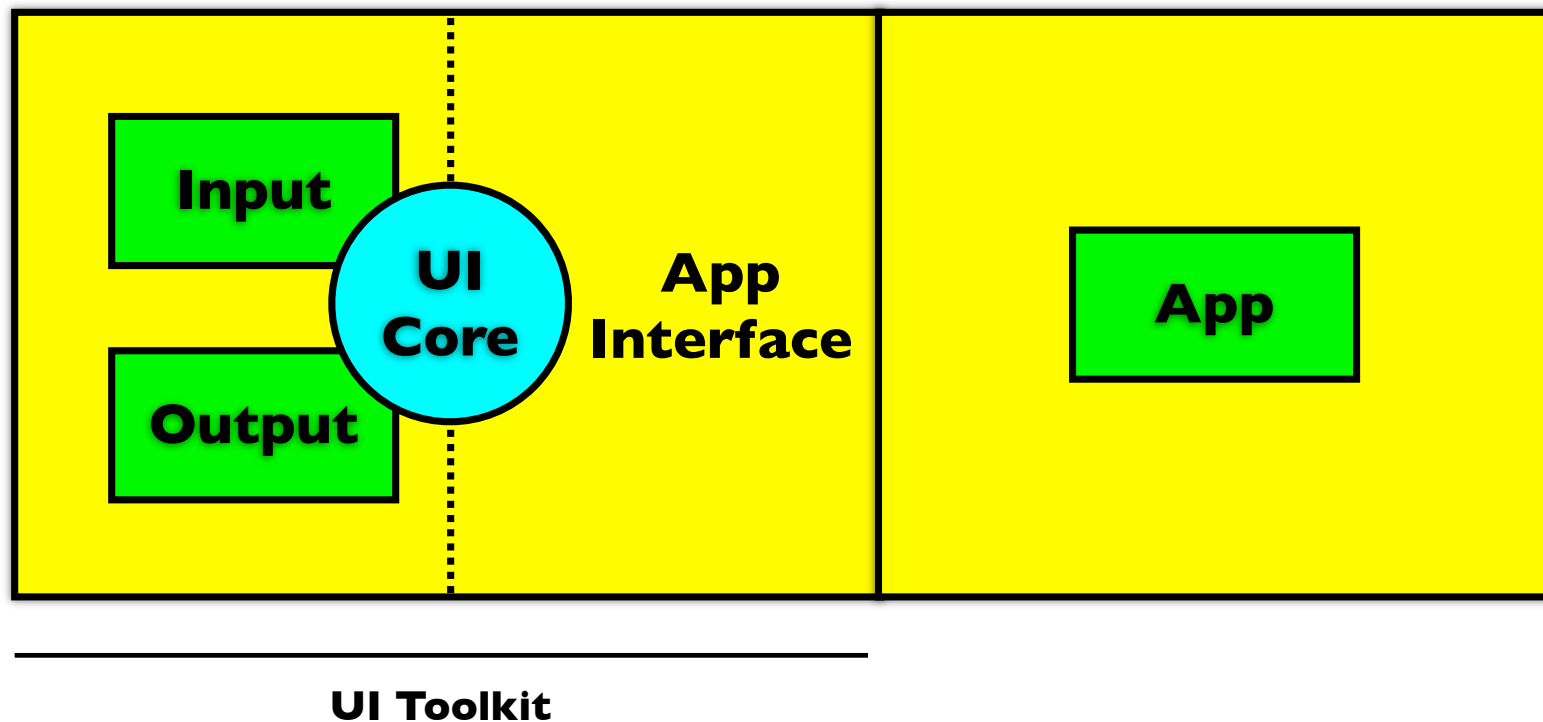 Input
UI
Core
App
Interface
App
Output
UI Toolkit